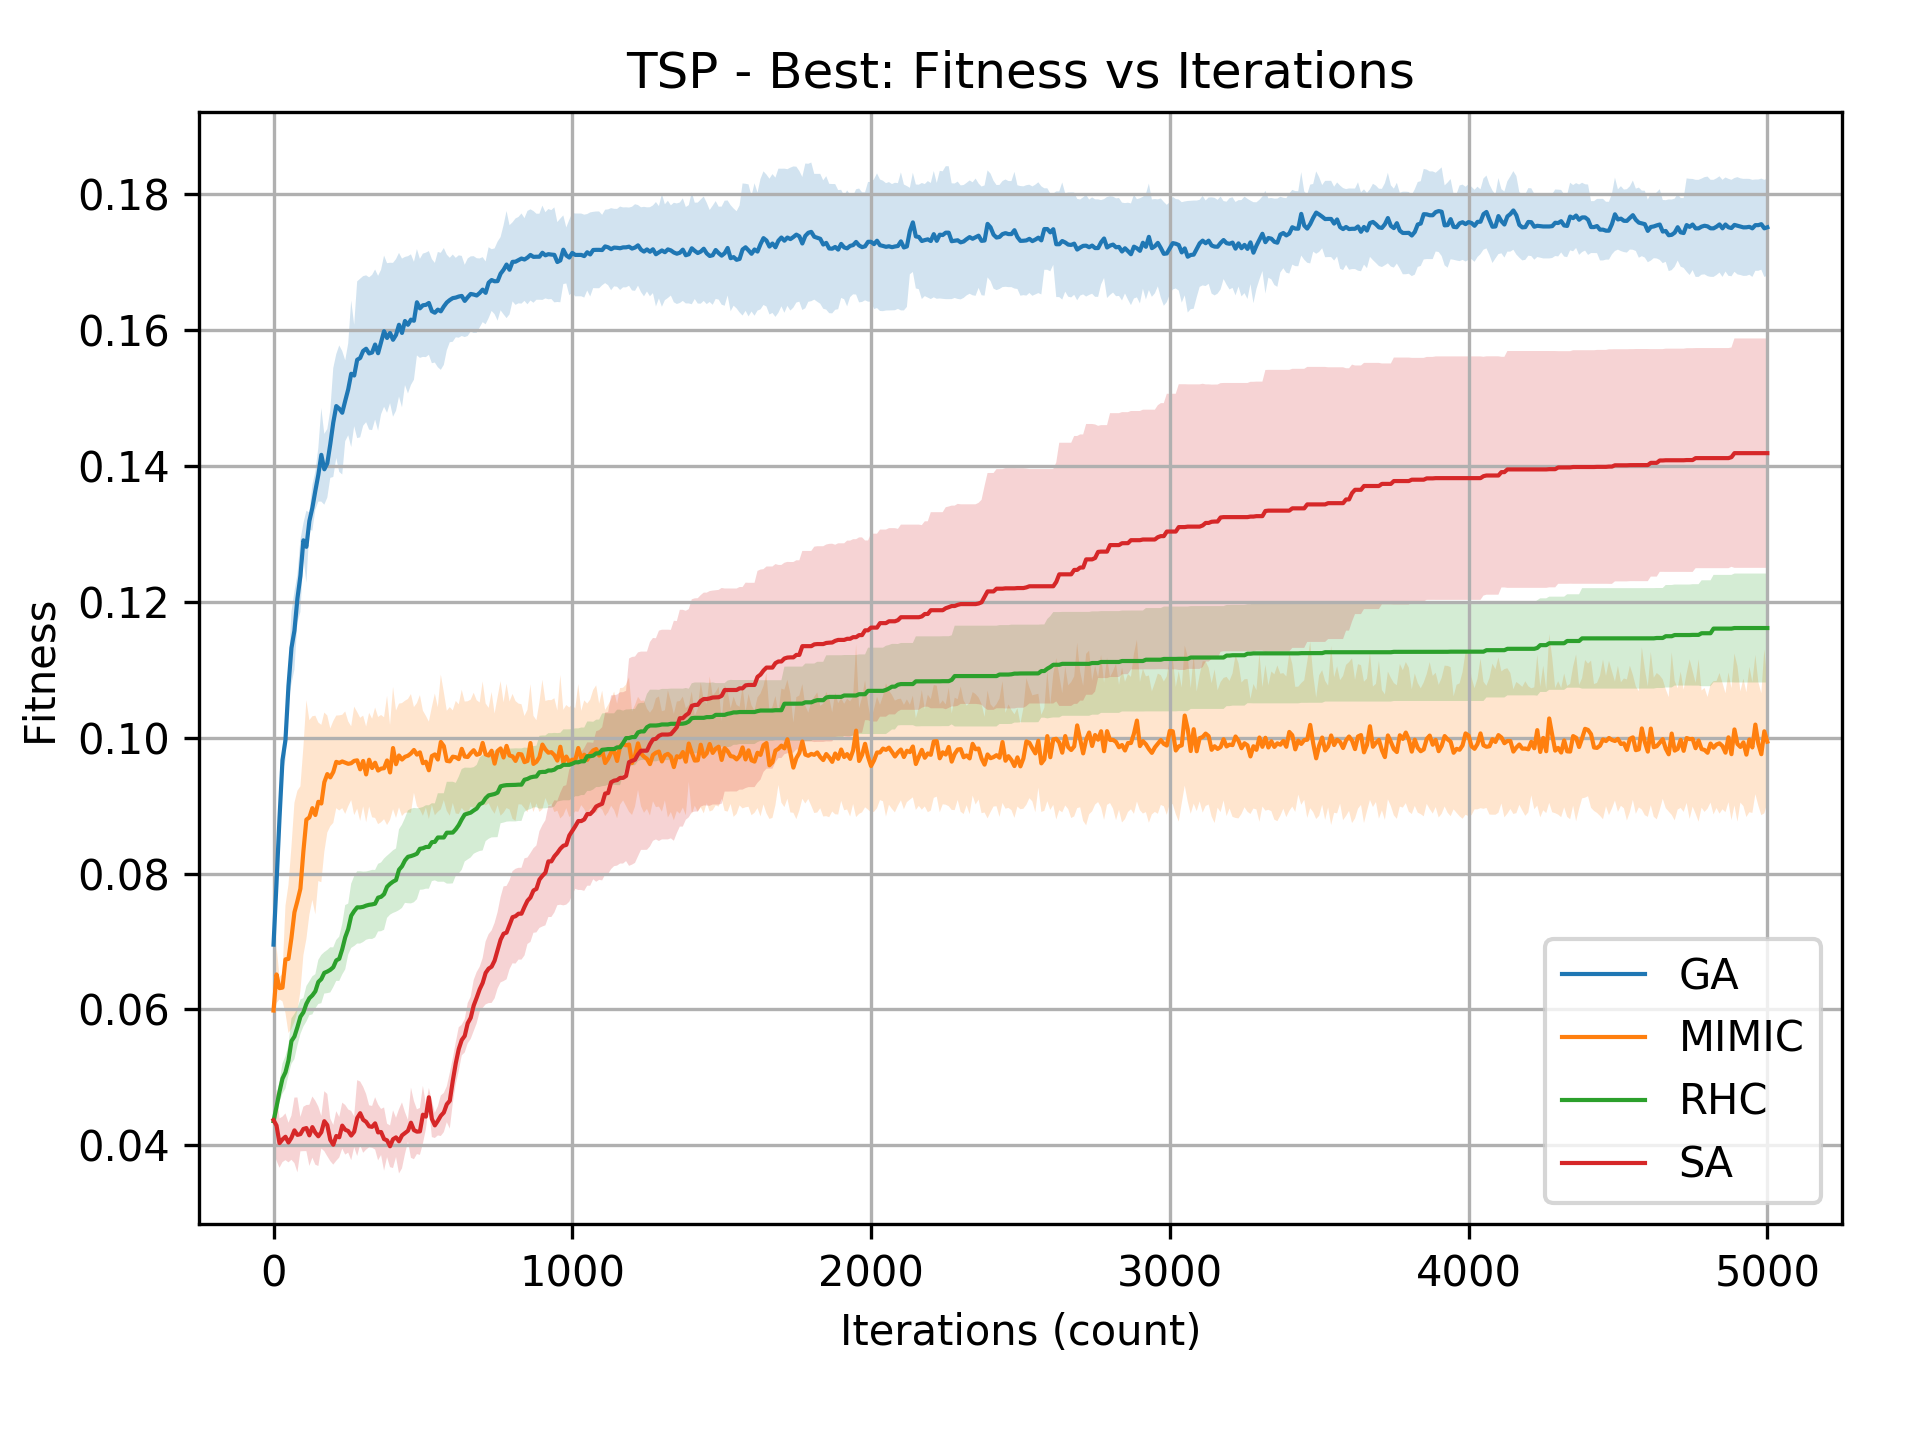 TSP - Best: Fitness vs Iterations
Fitness
0.18
0.16
0.14
0.12
0.10
0.08
0.06
0.04
0 1000 2000 3000 4000 5000
Iterations (count)
GA
MIMIC
RHC
SA